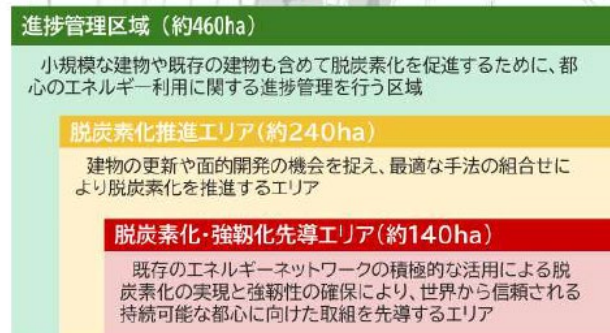 進捗管理区域（約460ha）
小規模な建物や既存の建物も含めて脱炭素化を促進するために、都
心のエネルギー利用に関する進捗管理を行う区域
脱炭素化推進エリア(約240ha)
建物の更新や面的開発の機会を捉え、最適な手法の組合せに
より脱炭素化を推進するエリア
脱炭素化・強靱化先導エリア(約140ha)
既存のエネルギーネットワークの積極的な活用による脱
炭素化の実現と強靱性の確保により、世界から信頼される
持続可能な都心に向けた取組を先導するエリア